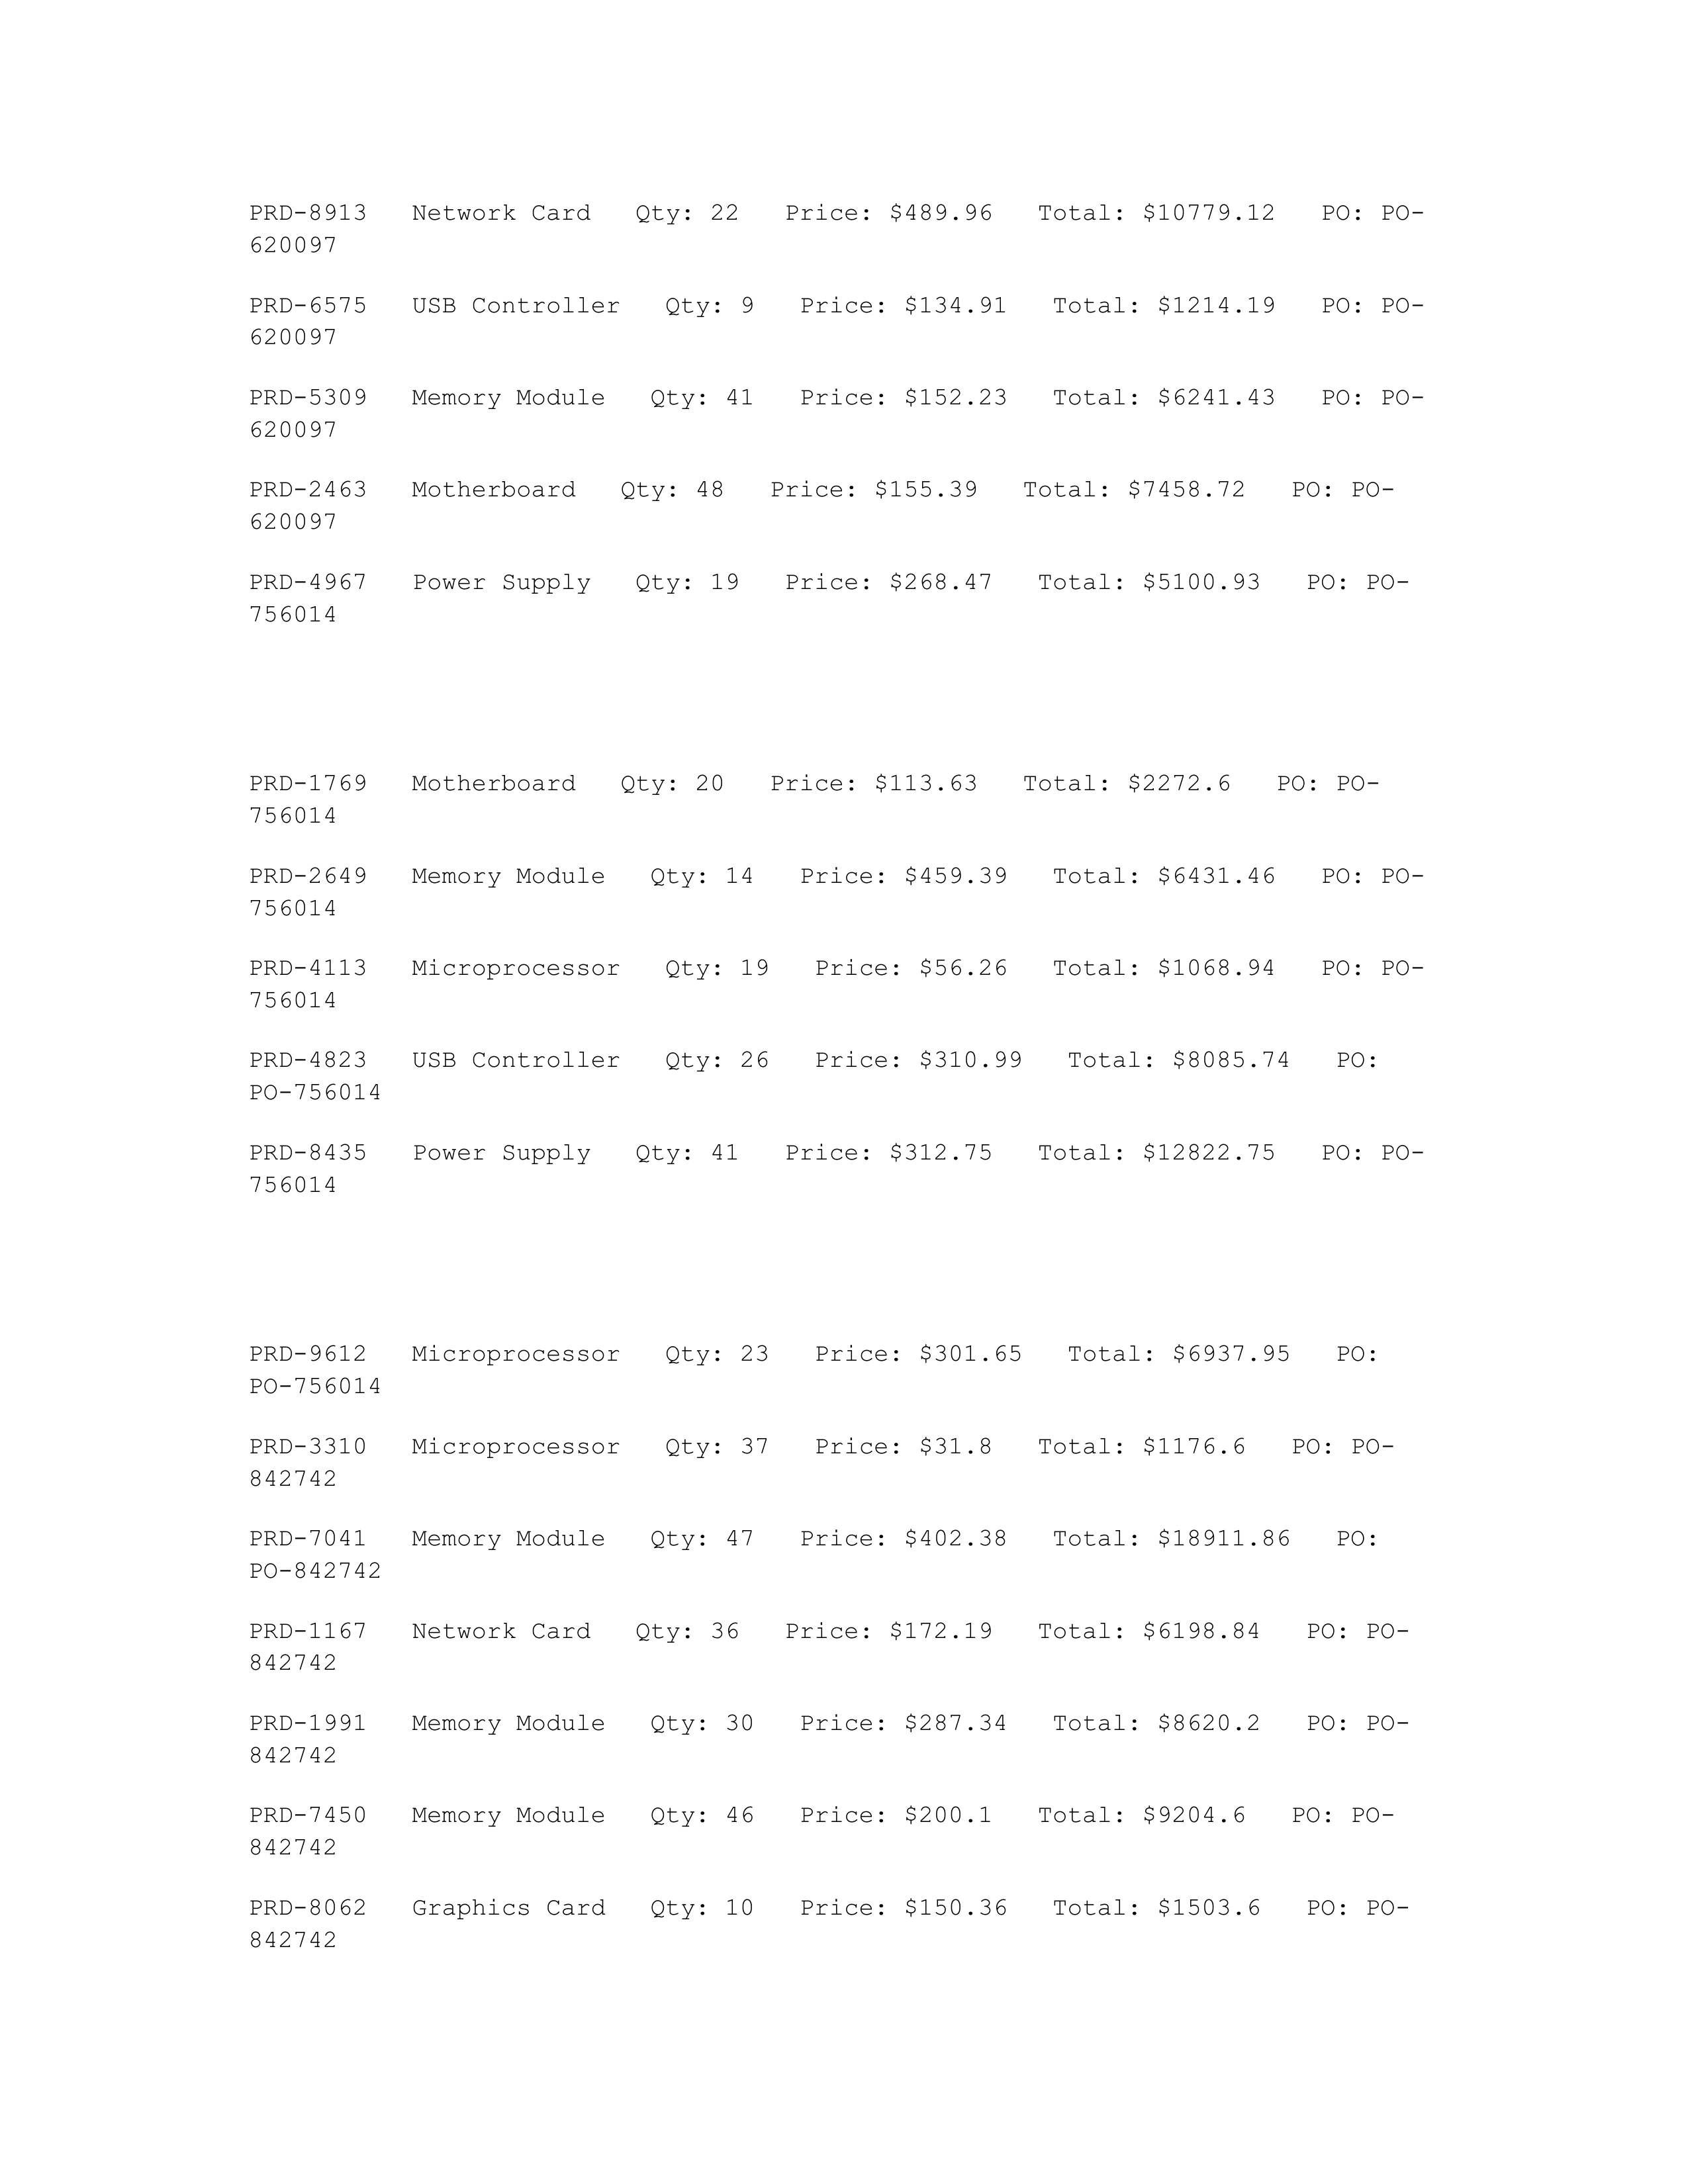 PRD-8913   Network Card   Qty: 22   Price: $489.96   Total: $10779.12   PO: PO-
620097
PRD-6575   USB Controller   Qty: 9   Price: $134.91   Total: $1214.19   PO: PO-
620097
PRD-5309   Memory Module   Qty: 41   Price: $152.23   Total: $6241.43   PO: PO-
620097
PRD-2463   Motherboard   Qty: 48   Price: $155.39   Total: $7458.72   PO: PO-
620097
PRD-4967   Power Supply   Qty: 19   Price: $268.47   Total: $5100.93   PO: PO-
756014
PRD-1769   Motherboard   Qty: 20   Price: $113.63   Total: $2272.6   PO: PO-
756014
PRD-2649   Memory Module   Qty: 14   Price: $459.39   Total: $6431.46   PO: PO-
756014
PRD-4113   Microprocessor   Qty: 19   Price: $56.26   Total: $1068.94   PO: PO-
756014
PRD-4823   USB Controller   Qty: 26   Price: $310.99   Total: $8085.74   PO:
PO-756014
PRD-8435   Power Supply   Qty: 41   Price: $312.75   Total: $12822.75   PO: PO-
756014
PRD-9612   Microprocessor   Qty: 23   Price: $301.65   Total: $6937.95   PO:
PO-756014
PRD-3310   Microprocessor   Qty: 37   Price: $31.8   Total: $1176.6   PO: PO-
842742
PRD-7041   Memory Module   Qty: 47   Price: $402.38   Total: $18911.86   PO:
PO-842742
PRD-1167   Network Card   Qty: 36   Price: $172.19   Total: $6198.84   PO: PO-
842742
PRD-1991   Memory Module   Qty: 30   Price: $287.34   Total: $8620.2   PO: PO-
842742
PRD-7450   Memory Module   Qty: 46   Price: $200.1   Total: $9204.6   PO: PO-
842742
PRD-8062   Graphics Card   Qty: 10   Price: $150.36   Total: $1503.6   PO: PO-
842742